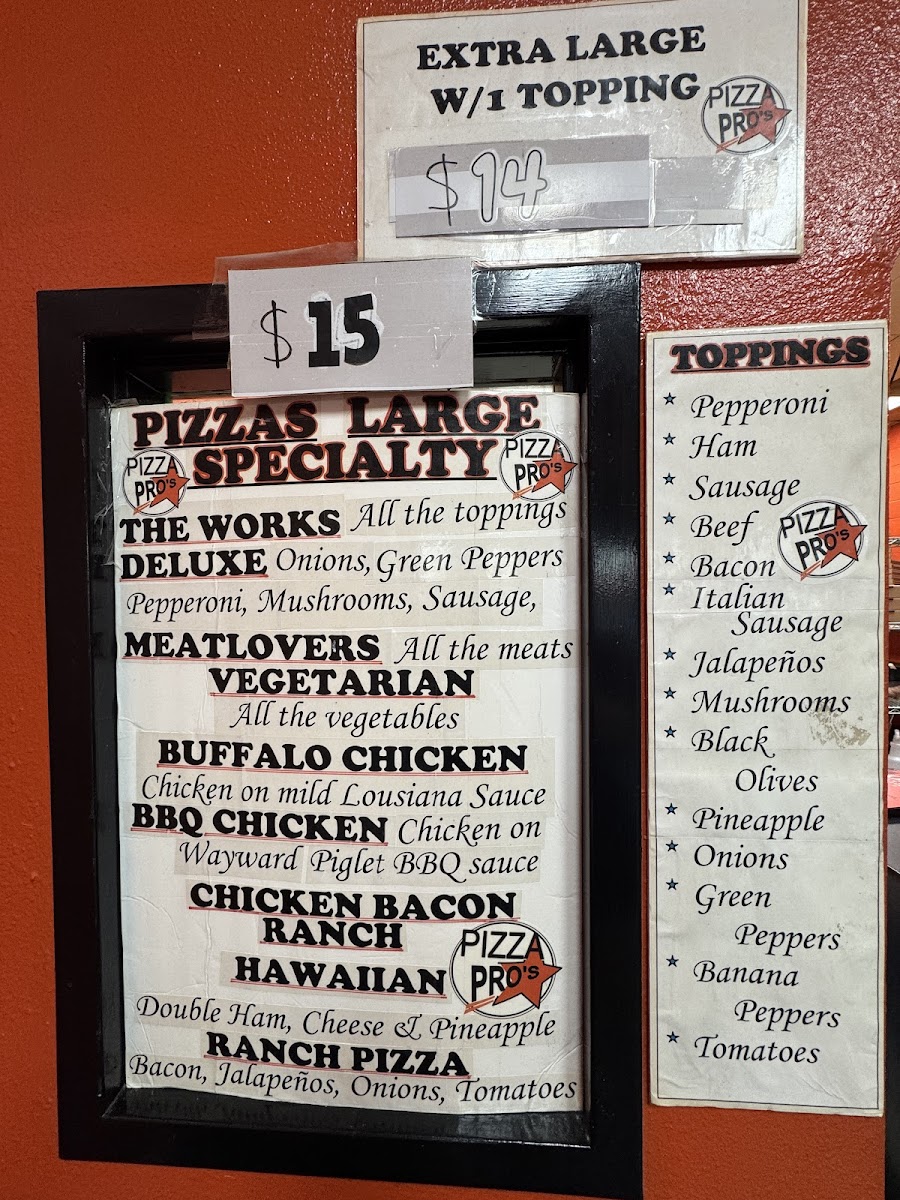 EXTRA LARGE
W/1 TOPPING
PIZZA
PRO's
$14
$15
PIZZAS LARGE
SPECIALTY
PIZZA
PRO's
PIZZA
PRO's
THE WORKS All the toppings
DELUXE Onions, Green Peppers
Pepperoni, Mushrooms, Sausage,
MEATLOVERS All the meats
VEGETARIAN
All the vegetables
BUFFALO CHICKEN
Chicken on mild Lousiana Sauce
BBQ CHICKEN Chicken on
Wayward Piglet BBQ sauce
CHICKEN BACON
RANCH
HAWAIIAN
PIZZA
PRO's
Double Ham, Cheese & Pineapple
RANCH PIZZA
Bacon, Jalapeños, Onions, Tomatoes
TOPPINGS
Pepperoni
Ham
Sausage
Beef
PIZZA
PRO's
Bacon
Italian
Sausage
Jalapeños
Mushrooms
Black
Olives
Pineapple
Onions
Green
Peppers
Banana
Peppers
Tomatoes